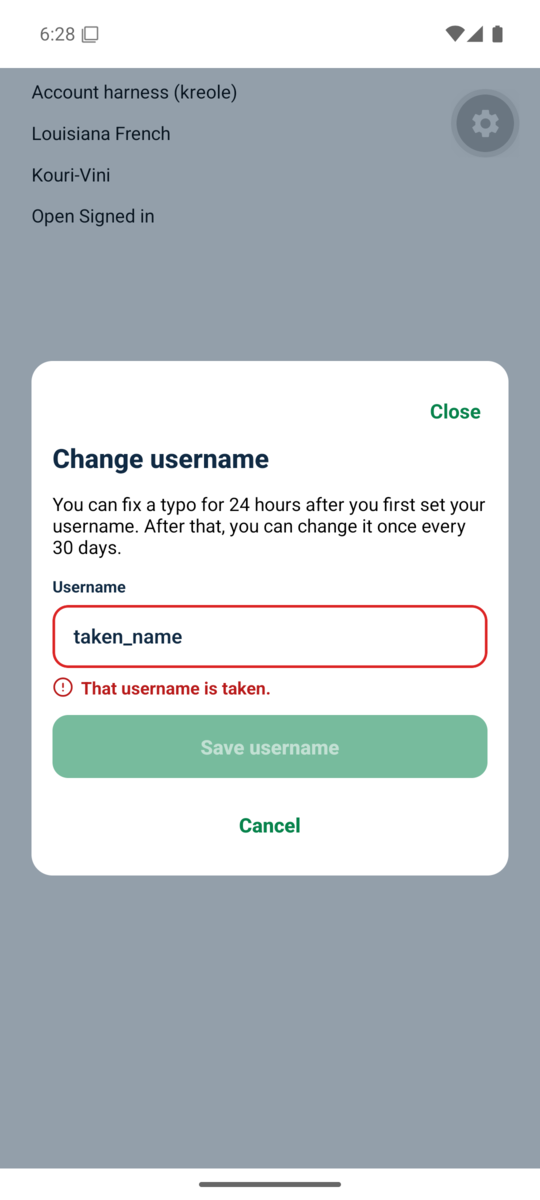 6:28
Account harness (kreole)
Louisiana French
Kouri-Vini
Open Signed in
Close
Change username
You can fix a typo for 24 hours after you first set your
username. After that, you can change it once every
30 days.
Username
taken_name
That username is taken.
Save username
Cancel